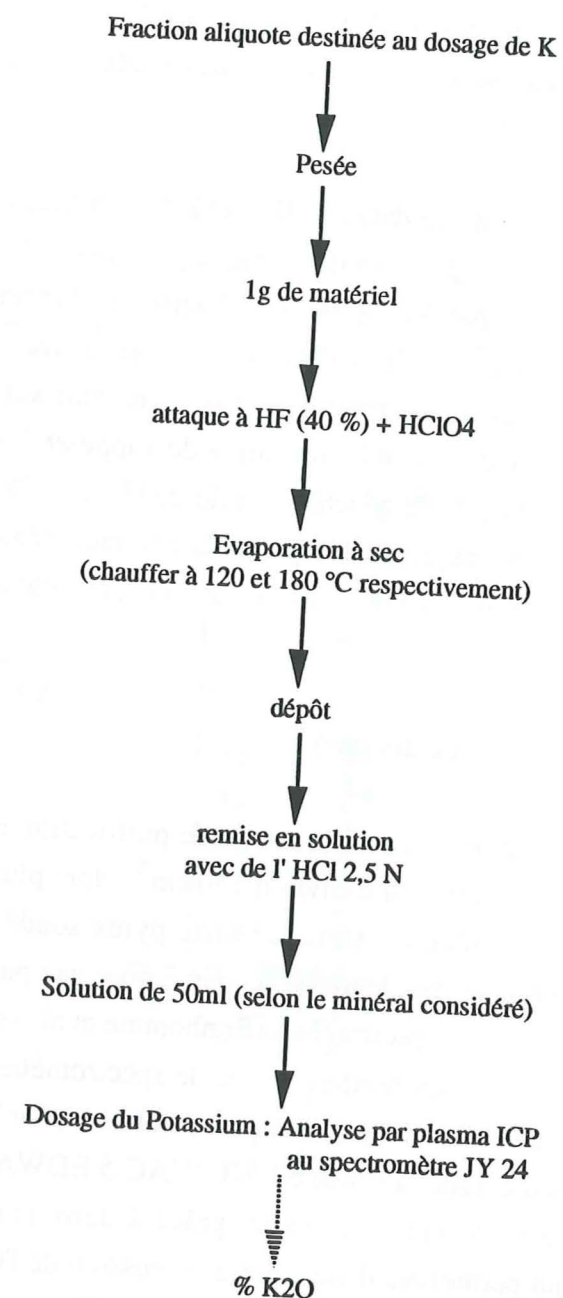 Fraction aliquote destinée au dosage de K
Pesée
1g de matériel
attaque à HF (40 %) + HClO4
Evaporation à sec
(chauffer à 120 et 180 °C respectivement)
dépôt
remise en solution
avec de l' HCl 2,5 N
Solution de 50ml (selon le minéral considéré)
Dosage du Potassium : Analyse par plasma ICP
au spectromètre JY 24
% K2O